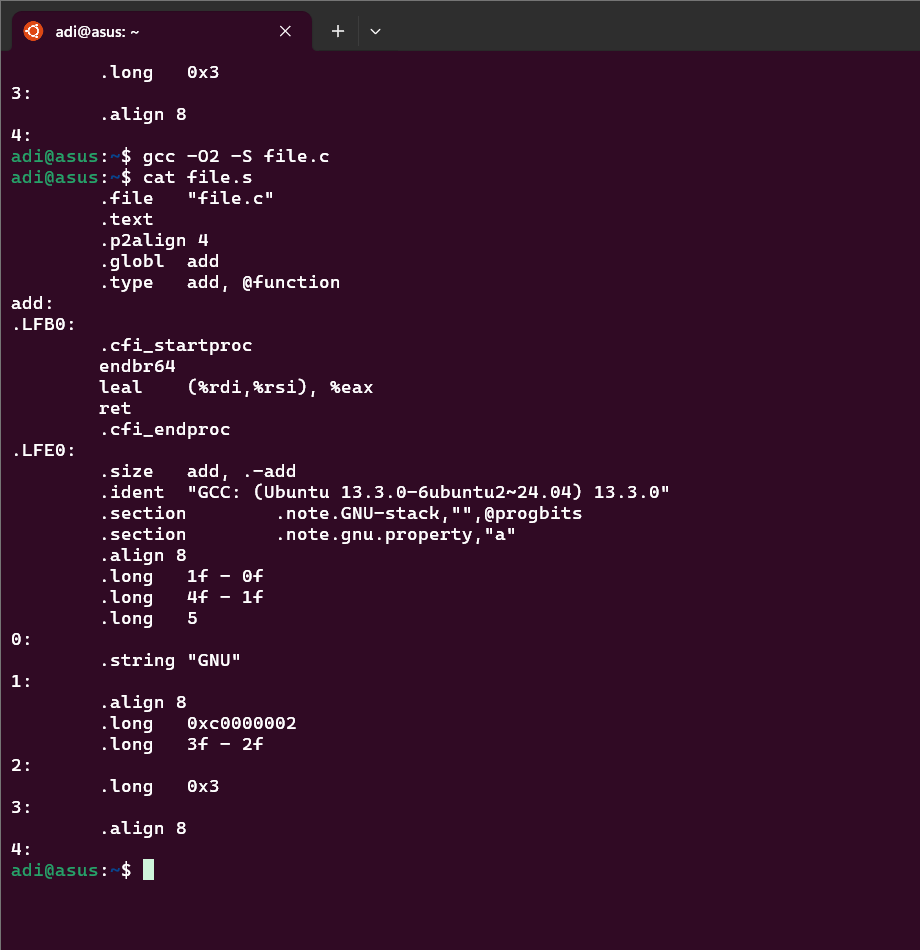 adi@asus: ~
.long 0x3
3:
.align 8
4:
adi@asus:~$ gcc -O2 -S file.c
adi@asus:~$ cat file.s
.file "file.c"
.text
.p2align 4
.globl add
.type add, @function
add:
.LFB0:
.cfi_startproc
endbr64
leal (%rdi,%rsi), %eax
ret
.cfi_endproc
.LFE0:
.size add, .-add
.ident "GCC: (Ubuntu 13.3.0-6ubuntu2~24.04) 13.3.0"
.section .note.GNU-stack,"",@progbits
.section .note.gnu.property,"a"
.align 8
.long 1f - 0f
.long 4f - 1f
.long 5
0:
.string "GNU"
1:
.align 8
.long 0xc0000002
.long 3f - 2f
2:
.long 0x3
3:
.align 8
4:
adi@asus:~$